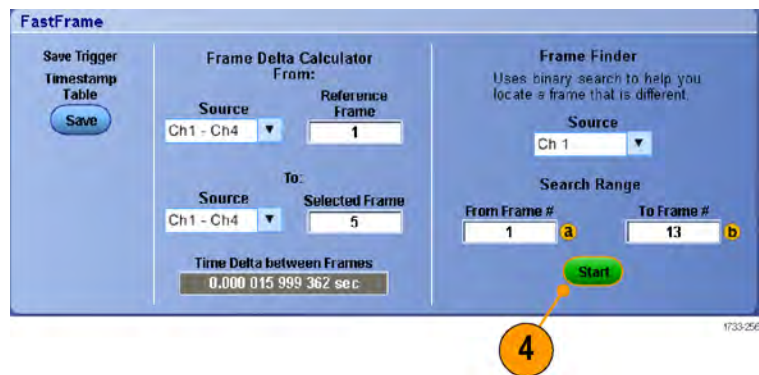 FastFrame
Save Trigger
Timestamp
Table
Save
Frame Delta Calculator
From:
Source
Reference
Frame
Ch1 - Ch4
1
To:
Source
Selected Frame
Ch1 - Ch4
5
Time Delta between Frames
0.000 015 999 362 sec
Frame Finder
Uses binary search to help you
locate a frame that is different.
Source
Ch 1
Search Range
From Frame #
To Frame #
1
a
13
b
Start
4
1733-256